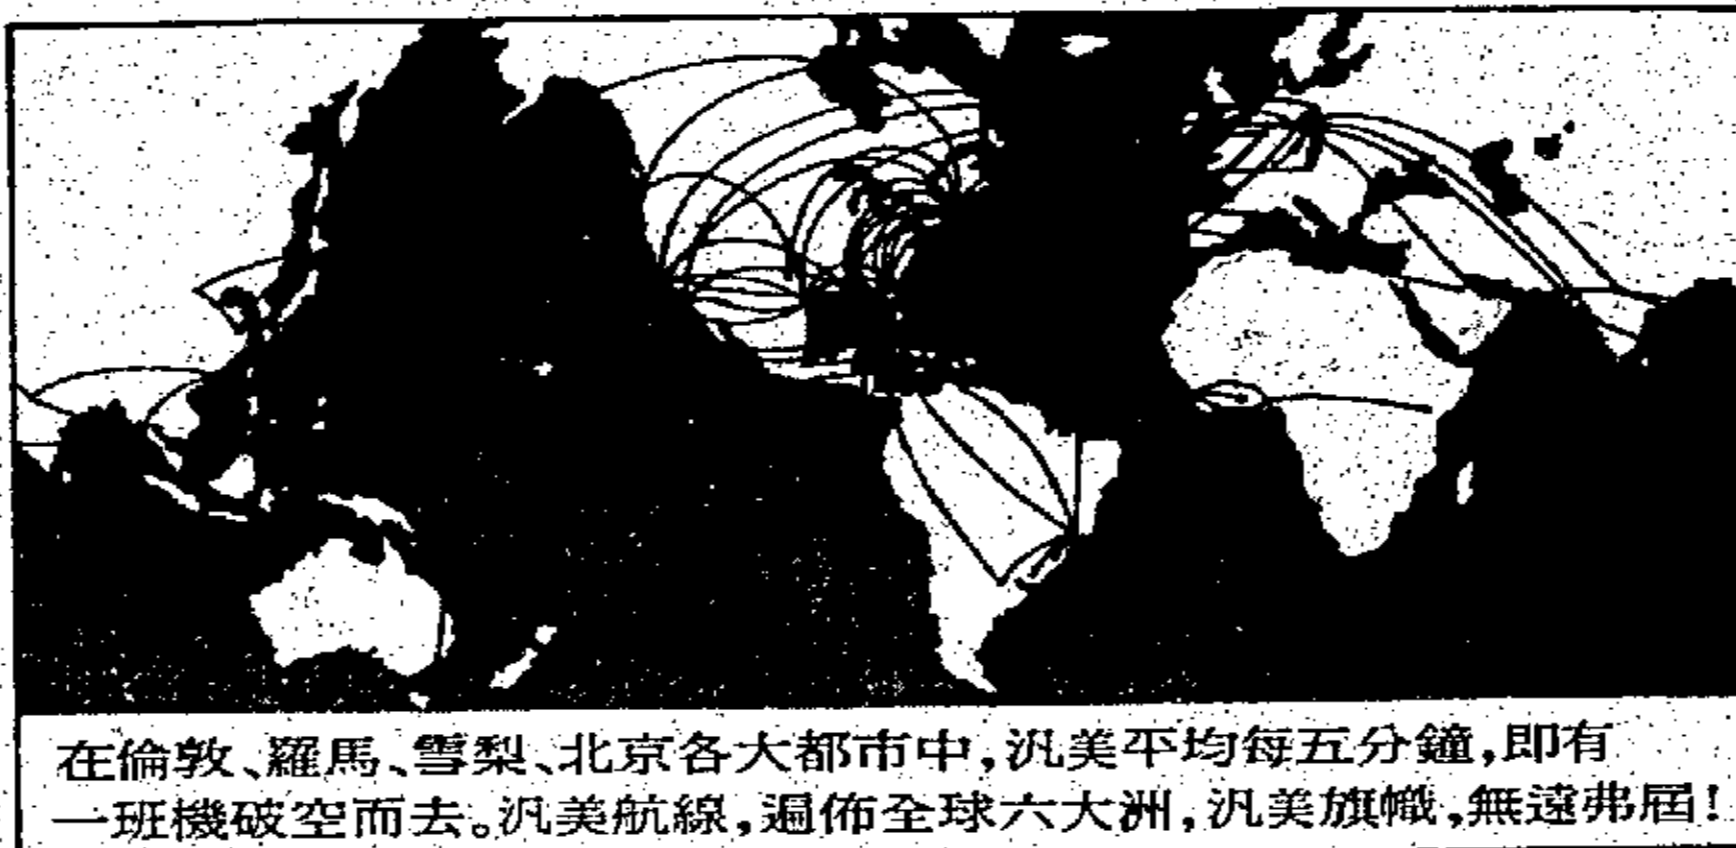 在倫敦、羅馬、雪梨、北京各大都市中,汎美平均每五分鐘,即有
一班機破空而去。汎美航線,遍佈全球六大洲,汎美旗幟,無遠弗屆!